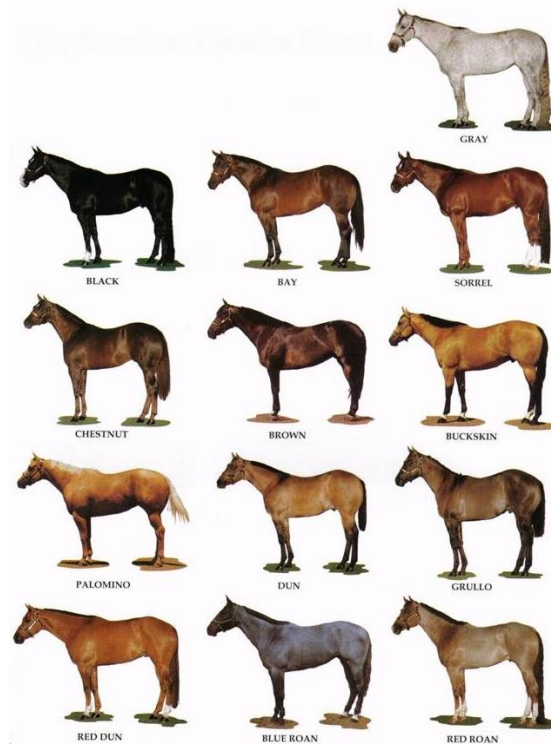 GRAY
BLACK
BAY
SORREL
CHESTNUT
BROWN
BUCKSKIN
PALOMINO
DUN
GRULLO
RED DUN
BLUE ROAN
RED ROAN